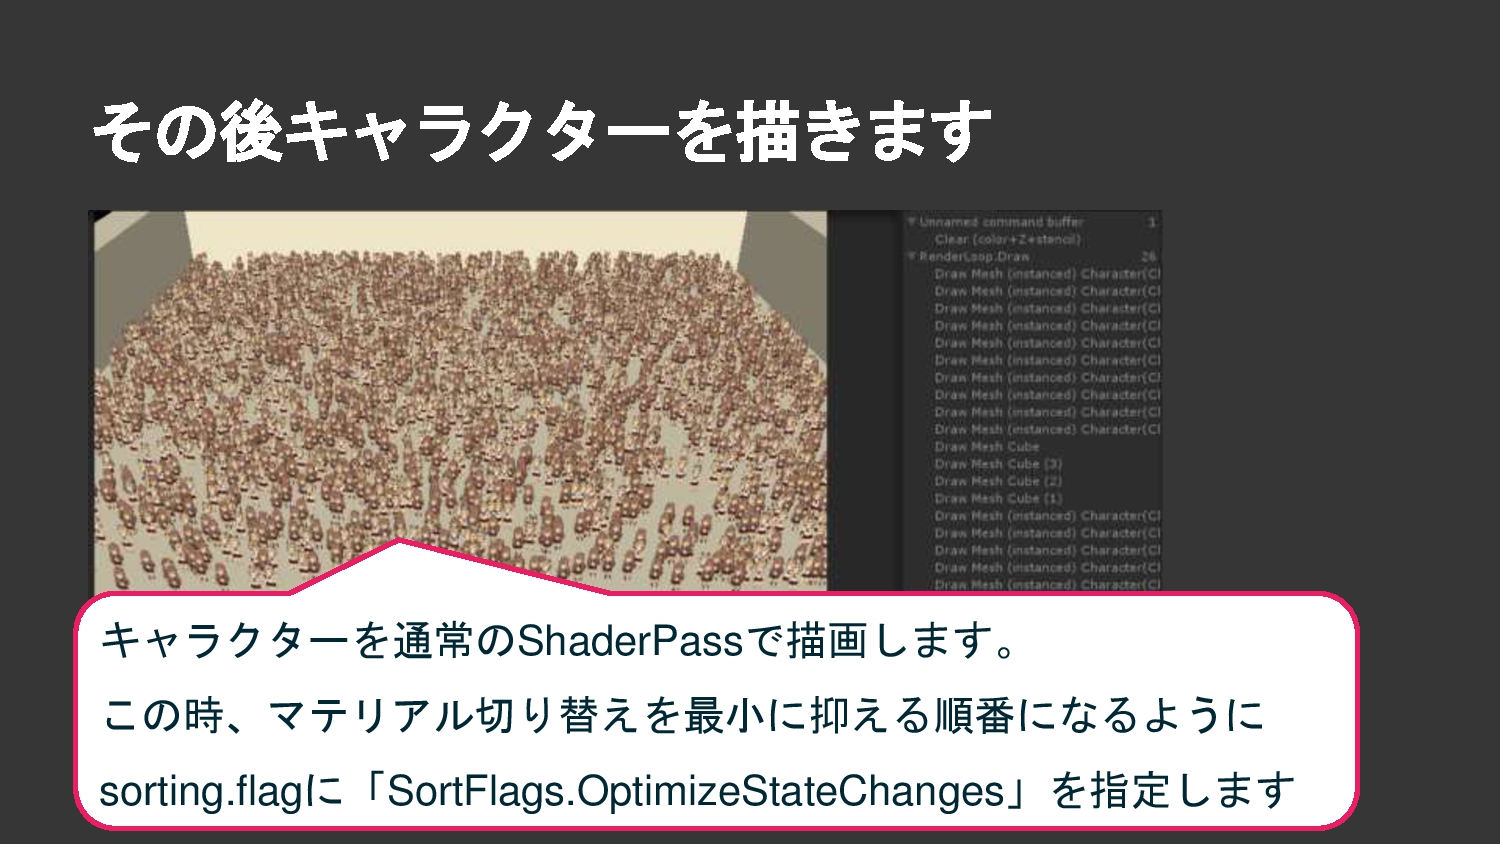 その後キャラクターを描きます
Unnamed command buffer 1
Clear (color+Z+stencil)
RenderLoop.Draw 26
Draw Mesh (instanced) Character(Cl
Draw Mesh (instanced) Character(Cl
Draw Mesh (instanced) Character(Cl
Draw Mesh (instanced) Character(Cl
Draw Mesh (instanced) Character(Cl
Draw Mesh (instanced) Character(Cl
Draw Mesh (instanced) Character(Cl
Draw Mesh (instanced) Character(Cl
Draw Mesh (instanced) Character(Cl
Draw Mesh (instanced) Character(Cl
Draw Mesh Cube
Draw Mesh Cube (3)
Draw Mesh Cube (2)
Draw Mesh Cube (1)
Draw Mesh (instanced) Character(Cl
Draw Mesh (instanced) Character(Cl
Draw Mesh (instanced) Character(Cl
Draw Mesh (instanced) Character(Cl
Draw Mesh (instanced) Character(Cl
キャラクターを通常のShaderPassで描画します。
この時、マテリアル切り替えを最小に抑える順番になるように
sorting.flagに「SortFlags.OptimizeStateChanges」を指定します